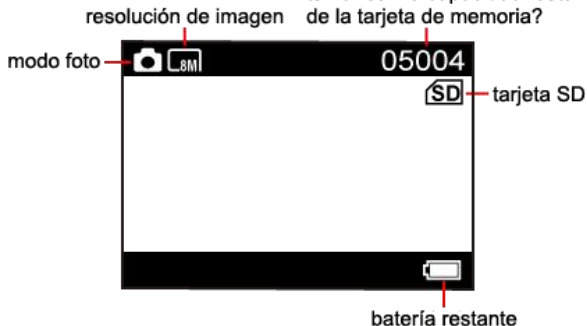 resolución de imagen
de la tarjeta de memoria?
modo foto
8M
05004
SD
tarjeta SD
batería restante